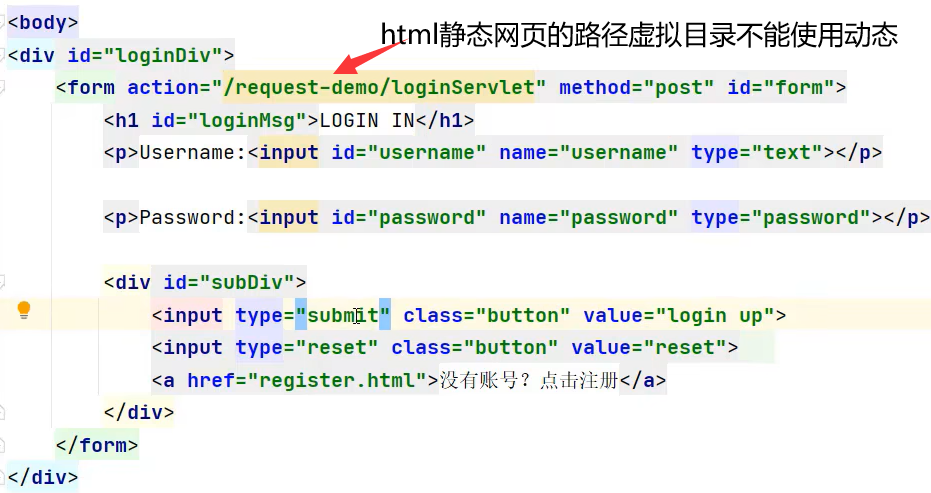 <body>
html静态网页的路径虚拟目录不能使用动态
<div id="loginDiv">
<form action="/request-demo/loginServlet" method="post" id="form">
<h1 id="loginMsg">LOGIN IN</h1>
<p>Username:<input id="username" name="username" type="text"></p>
<p>Password:<input id="password" name="password" type="password"></p>
<div id="subDiv">
<input type="submit" class="button" value="login up">
<input type="reset" class="button" value="reset">
<a href="register.html">没有账号？点击注册</a>
</div>
</form>
</div>